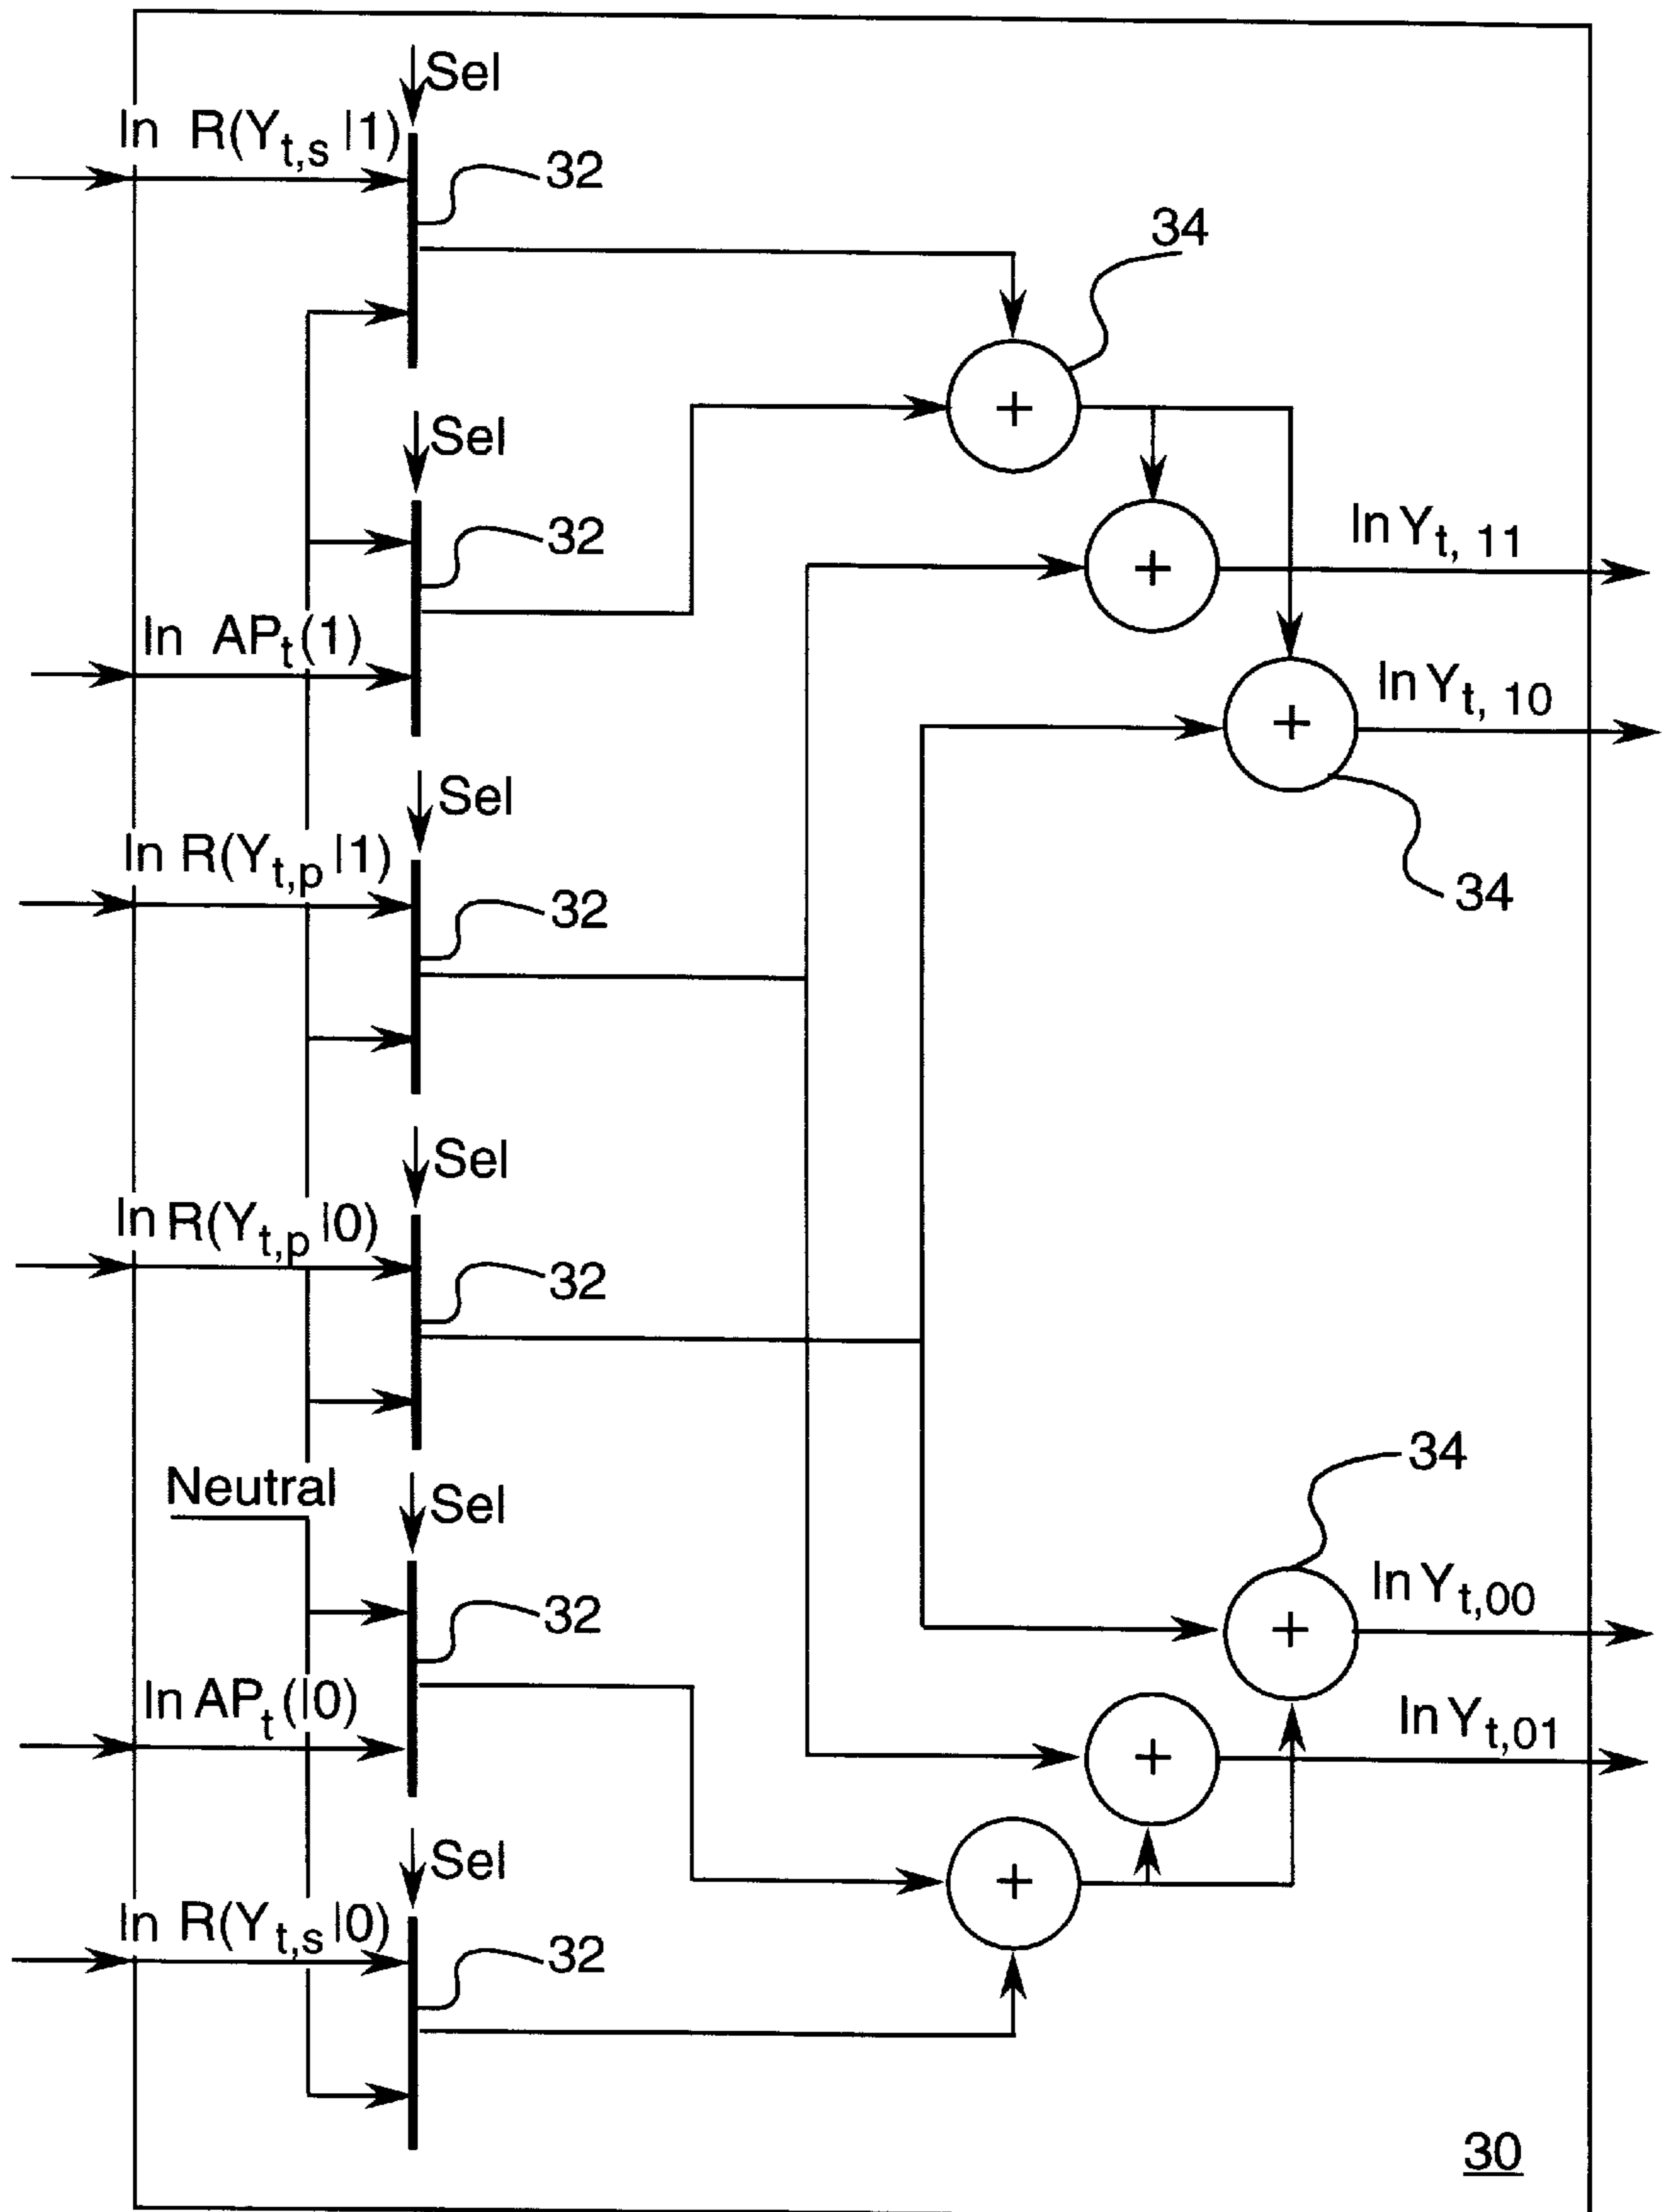 Sel
ln R(Yt,s |1)
32
34
Sel
32
ln Yt, 11
ln APt(1)
ln Yt, 10
Sel
ln R(Yt,p |1)
32
34
Sel
ln R(Yt,p |0)
32
34
Neutral
Sel
ln Yt,00
32
ln APt (|0)
ln Yt,01
Sel
ln R(Yt,s |0)
32
30
+
+
+
+
+
+